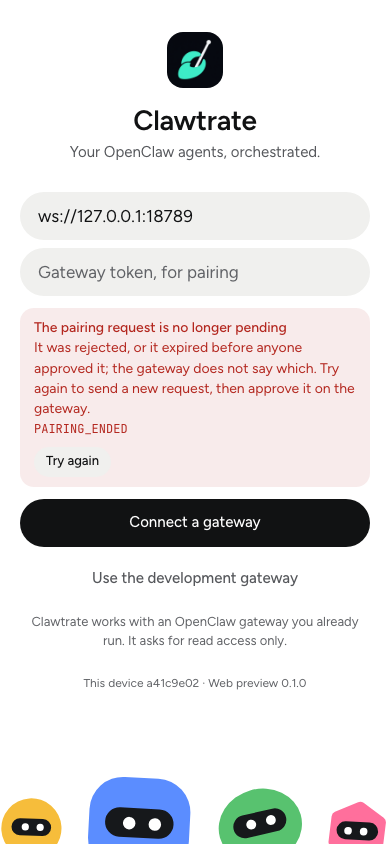 Clawtrate
Your OpenClaw agents, orchestrated.
ws://127.0.0.1:18789
Gateway token, for pairing
The pairing request is no longer pending
It was rejected, or it expired before anyone
approved it; the gateway does not say which. Try
again to send a new request, then approve it on the
gateway.
PAIRING_ENDED
Try again
Connect a gateway
Use the development gateway
Clawtrate works with an OpenClaw gateway you already
run. It asks for read access only.
This device a41c9e02 · Web preview 0.1.0